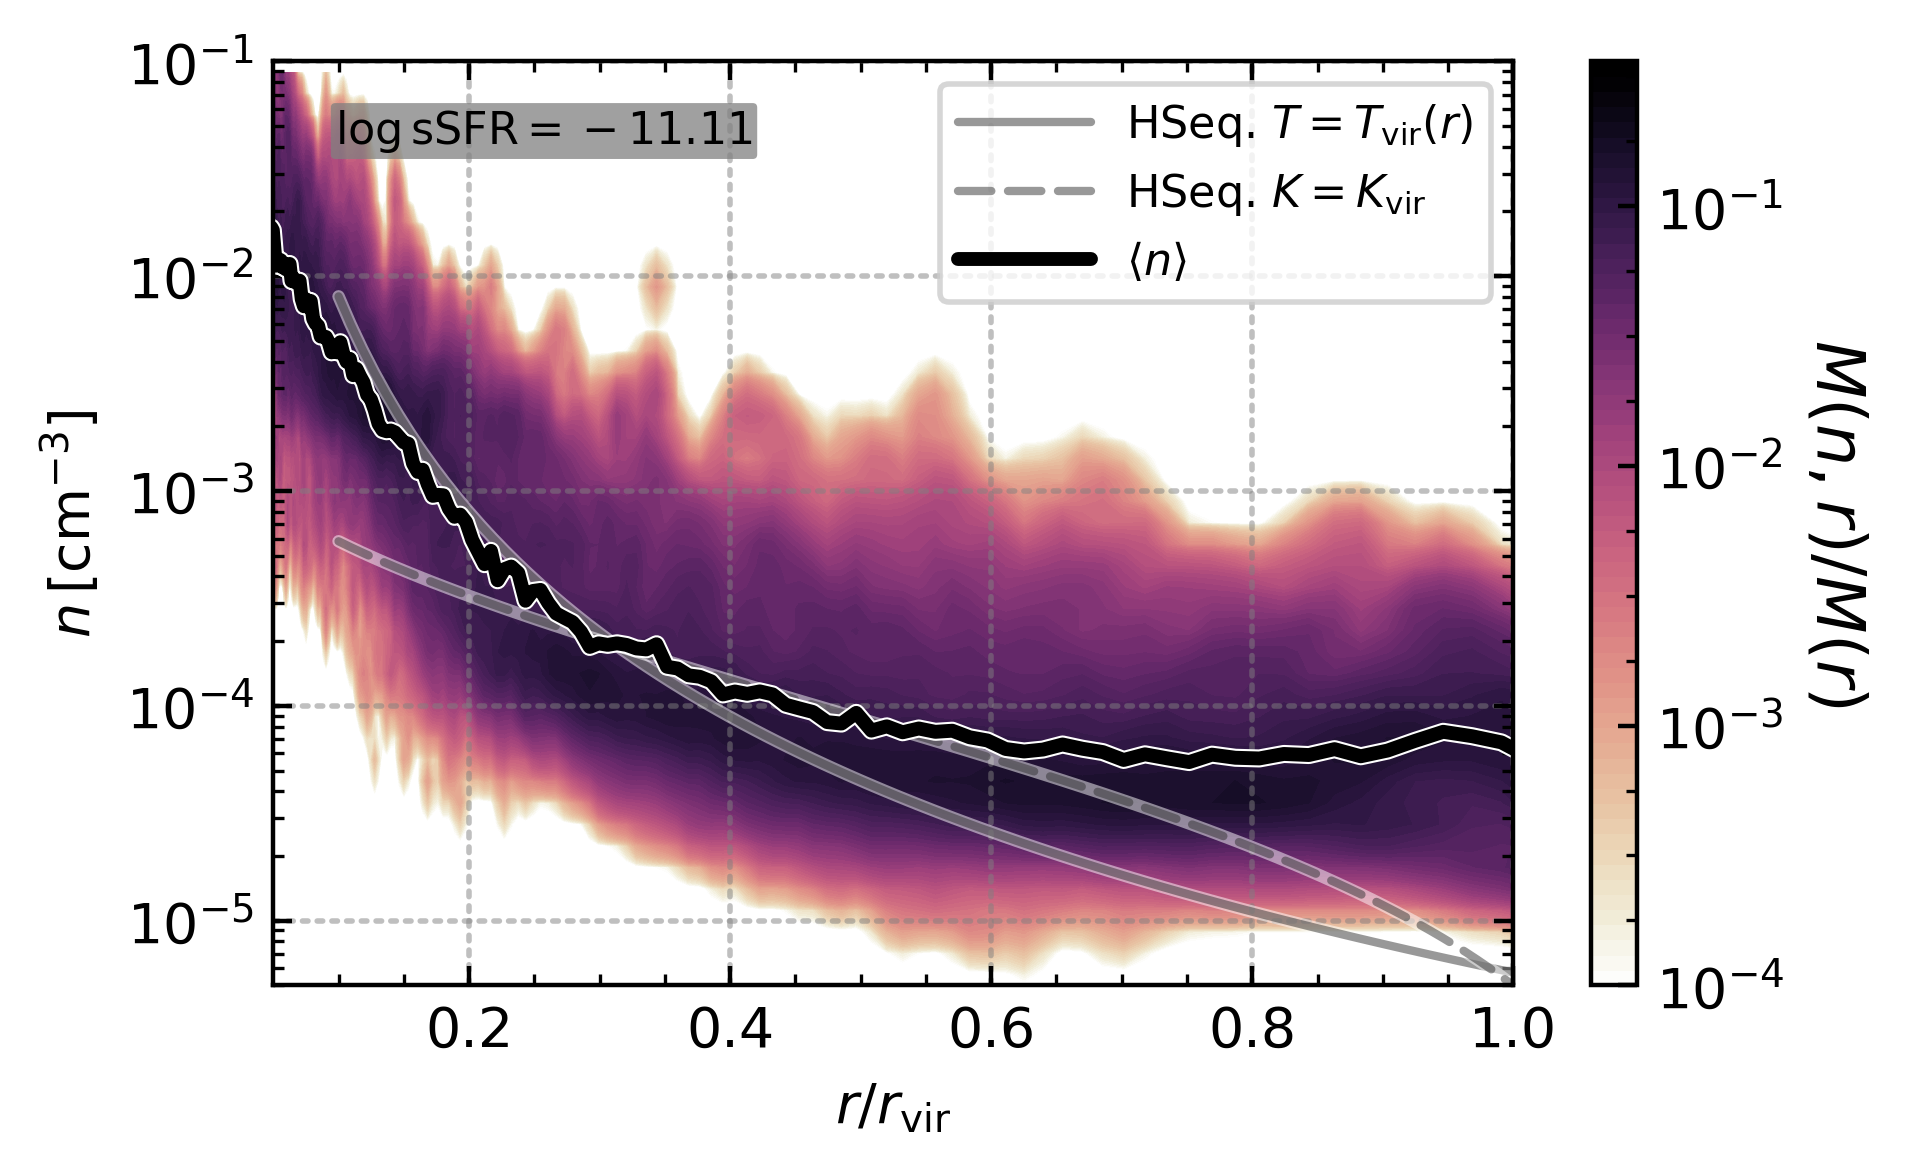 log sSFR = −11.11
HSeq. T = T_vir(r)
HSeq. K = K_vir
⟨n⟩
n [cm⁻³]
10⁻¹
10⁻²
10⁻³
10⁻⁴
10⁻⁵
0.2 0.4 0.6 0.8 1.0
r/r_vir
10⁻¹
10⁻²
10⁻³
10⁻⁴
M(n, r)/M(r)